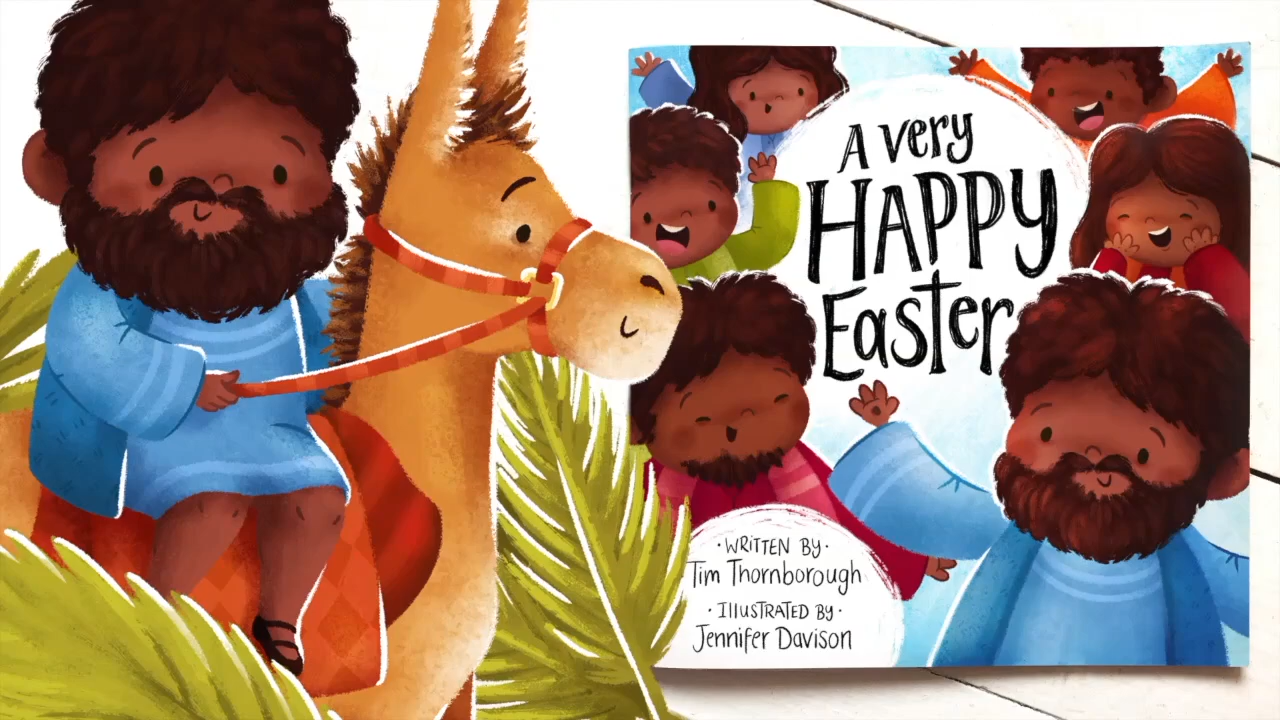 A very
HAPPY
Easter
· WRITTEN BY ·
Tim Thornborough
· ILLUSTRATED BY ·
Jennifer Davison